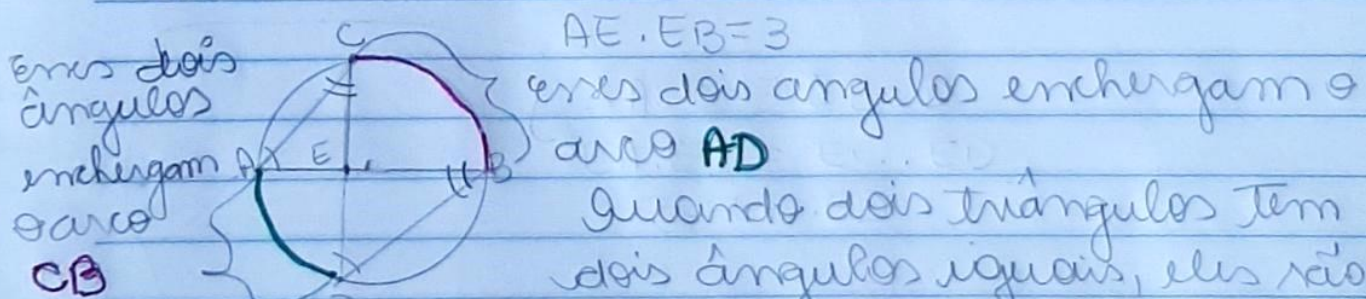 AE . EB = 3
Esses dois
ângulos
enchergam
o arco
CB
C
A
E
B
esses dois angulos enchergam o
arco AD
Quando dois triângulos tem
dois ângulos iguais, eles são